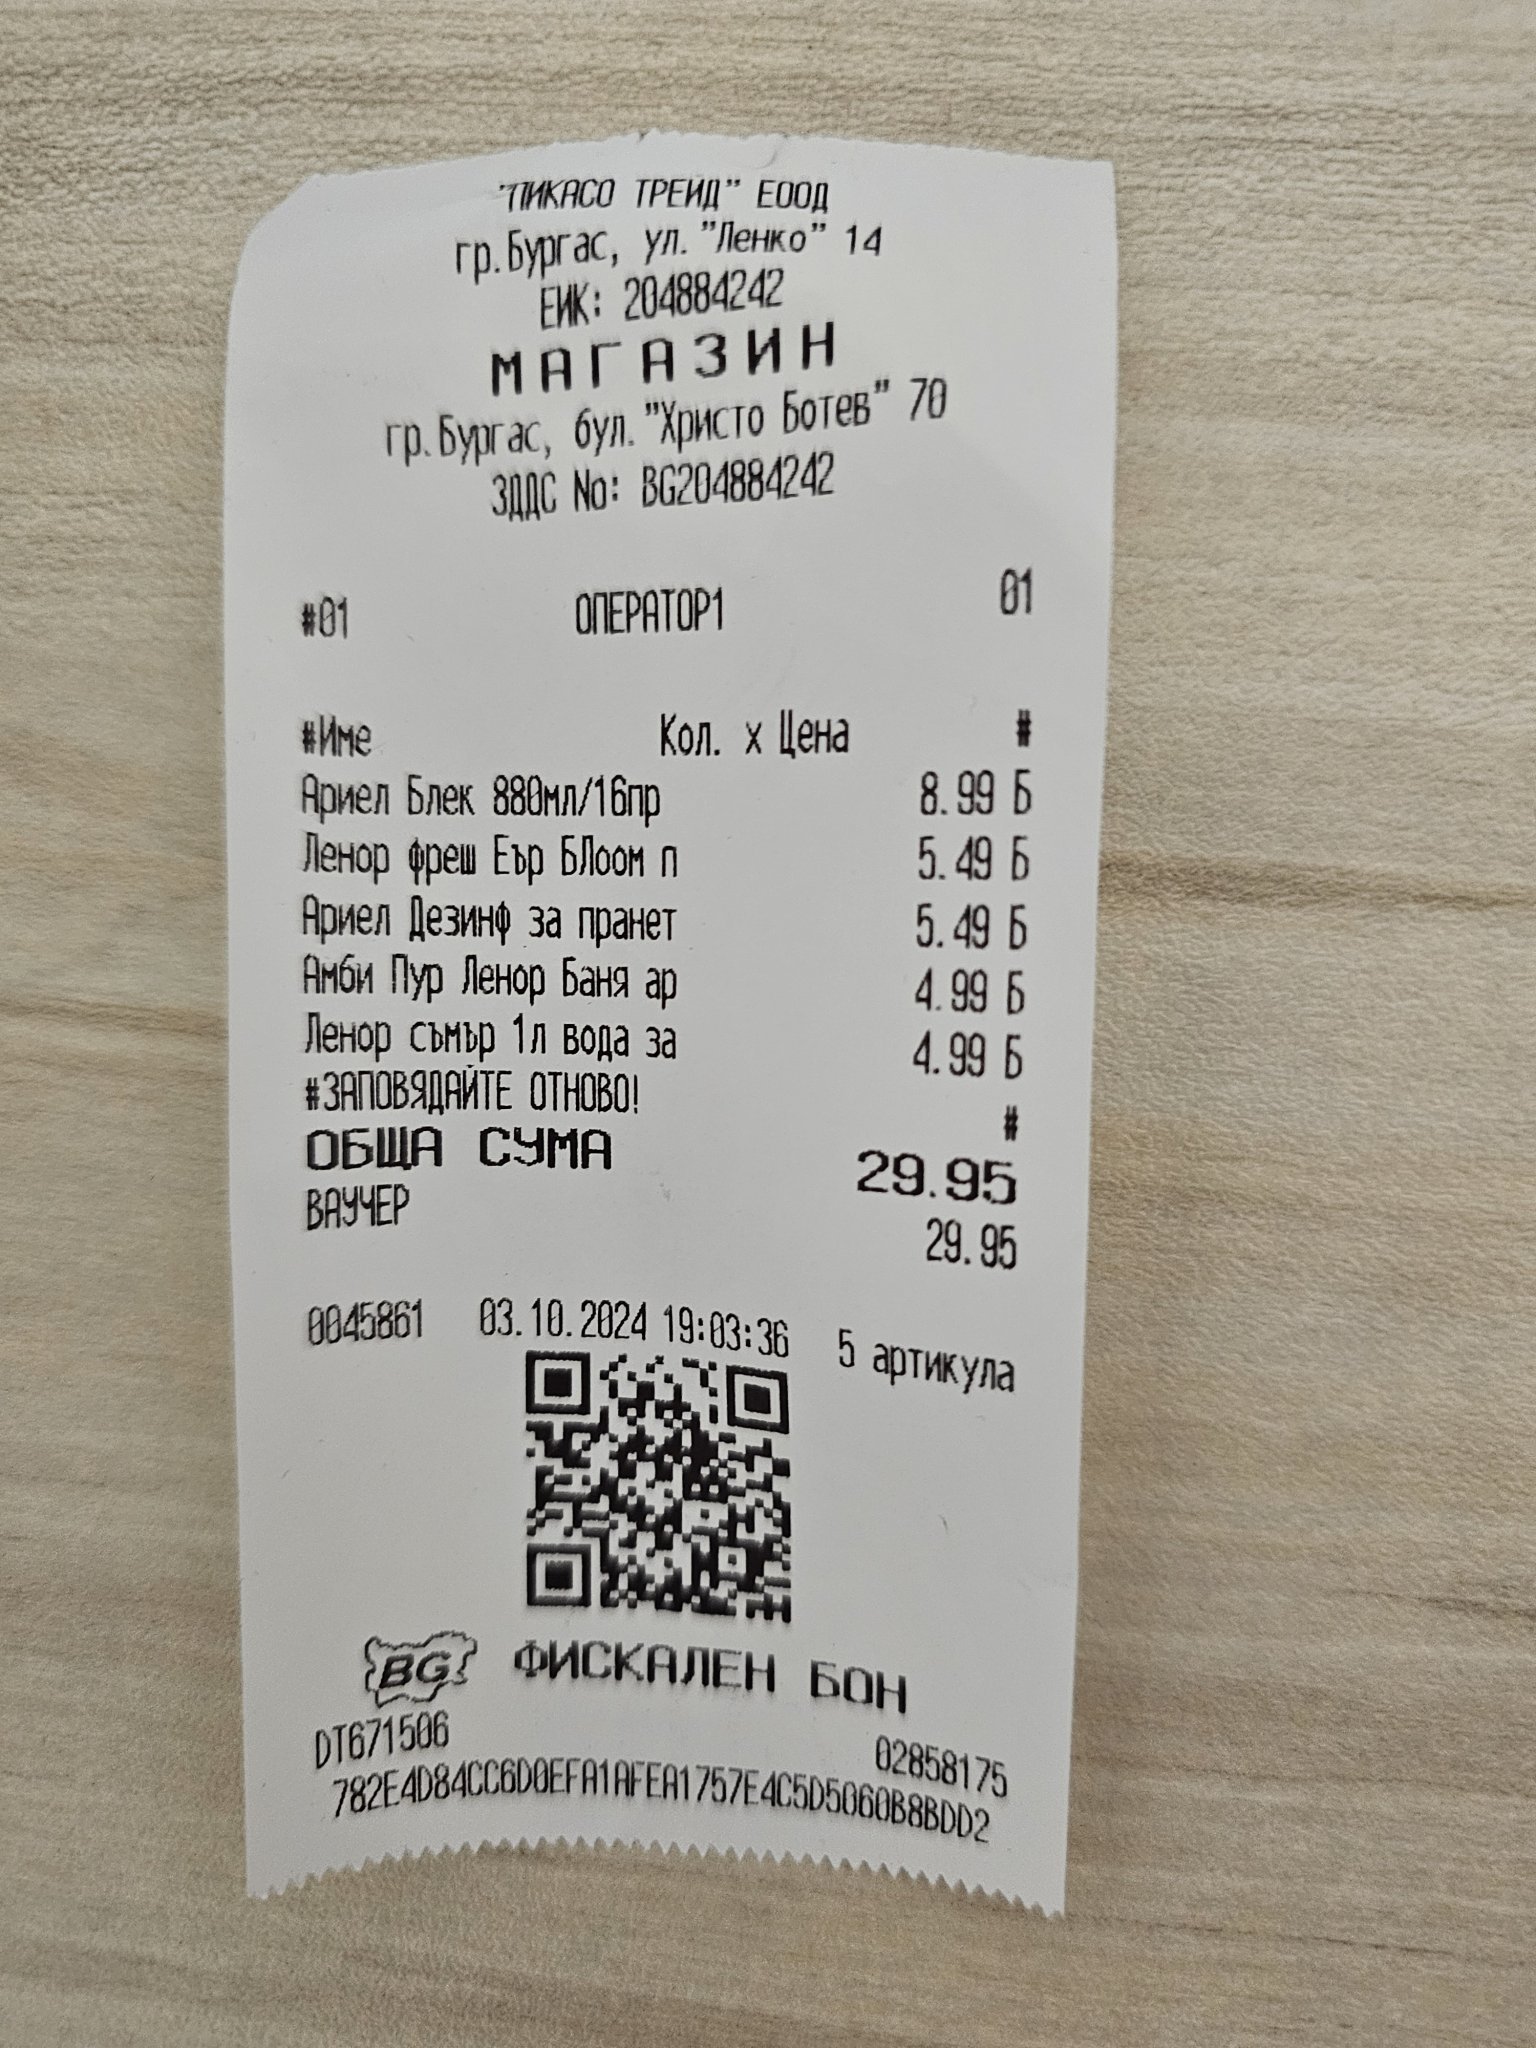 "ПИКАСО ТРЕЙД" ЕООД
гр.Бургас, ул. "Ленко" 14
ЕИК: 204884242
МАГАЗИН
гр.Бургас, бул. "Христо Ботев" 70
ЗДДС No: BG204884242
#01 ОПЕРАТОР1 01
#Име Кол. x Цена #
Ариел Блек 880мл/16пр 8.99 Б
Ленор фреш Еър БЛоом п 5.49 Б
Ариел Дезинф за пранет 5.49 Б
Амби Пур Ленор Баня ар 4.99 Б
Ленор съмър 1л вода за 4.99 Б
#ЗАПОВЯДАЙТЕ ОТНОВО! #
ОБЩА СУМА 29.95
ВАУЧЕР 29.95
0045861 03.10.2024 19:03:36 5 артикула
BG ФИСКАЛЕН БОН
DT671506 02858175
782E4D84CC6D0EFA1AFEA1757E4C5D5060B8BDD2